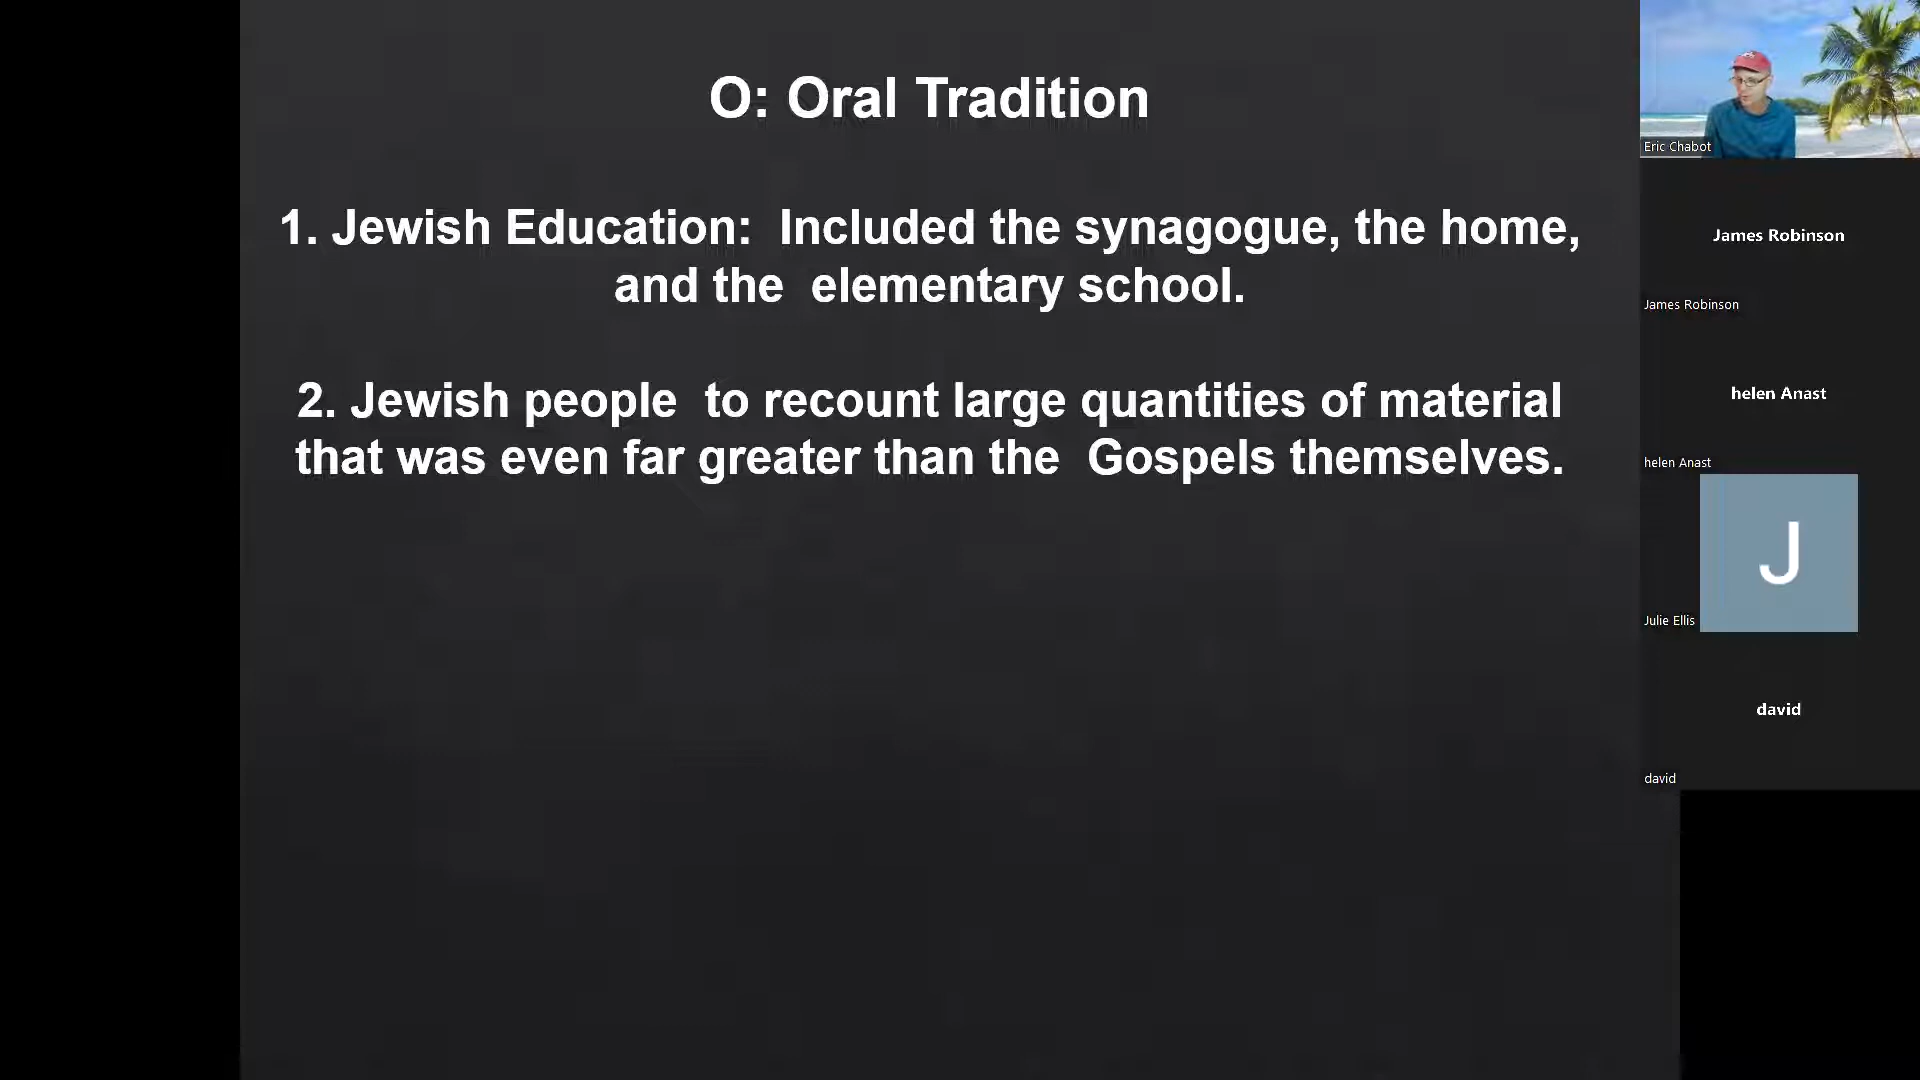 O: Oral Tradition
1. Jewish Education:  Included the synagogue, the home,
and the  elementary school.
2. Jewish people  to recount large quantities of material
that was even far greater than the  Gospels themselves.
Eric Chabot
James Robinson
James Robinson
helen Anast
helen Anast
J
Julie Ellis
david
david